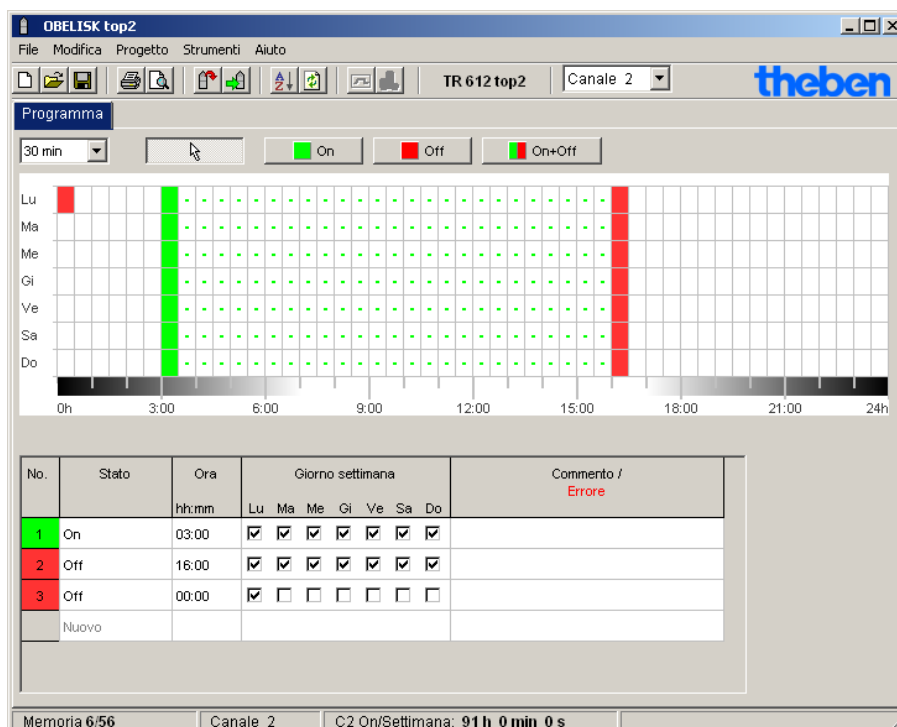 OBELISK top2
File Modifica Progetto Strumenti Aiuto
TR 612 top2 Canale 2 theben
Programma
30 min On Off On+Off
Lu
Ma
Me
Gi
Ve
Sa
Do
0h 3:00 6:00 9:00 12:00 15:00 18:00 21:00 24h
No. Stato Ora Giorno settimana Commento /
Errore
hh:mm Lu Ma Me Gi Ve Sa Do
1 On 03:00
2 Off 16:00
3 Off 00:00
Nuovo
Memoria 6/56 Canale 2 C2 On/Settimana: 91 h 0 min 0 s